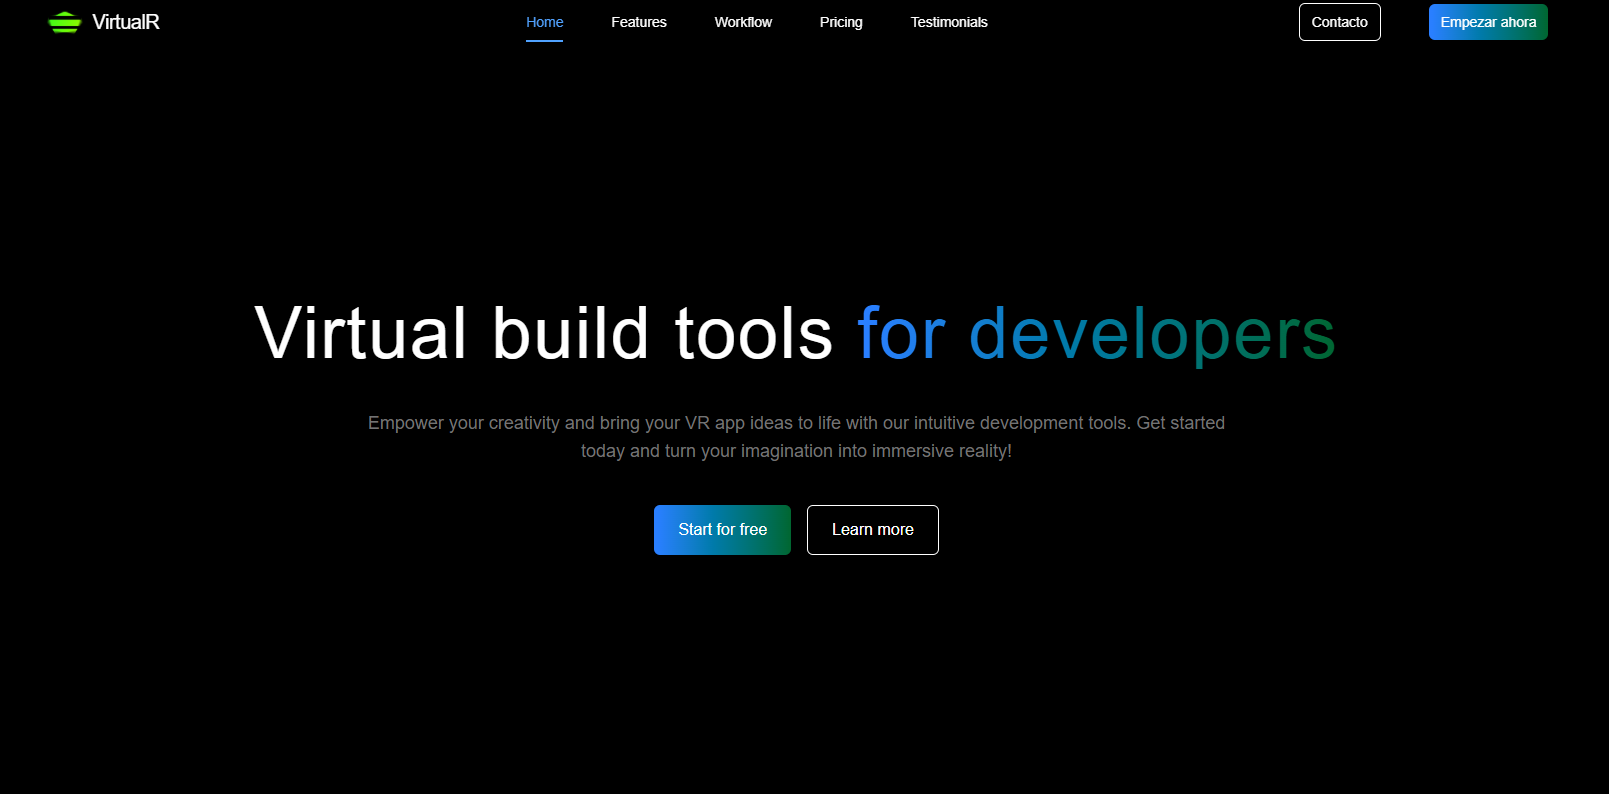 VirtualR
Home
Features
Workflow
Pricing
Testimonials
Contacto
Empezar ahora
Virtual build tools for developers
Empower your creativity and bring your VR app ideas to life with our intuitive development tools. Get started
today and turn your imagination into immersive reality!
Start for free
Learn more